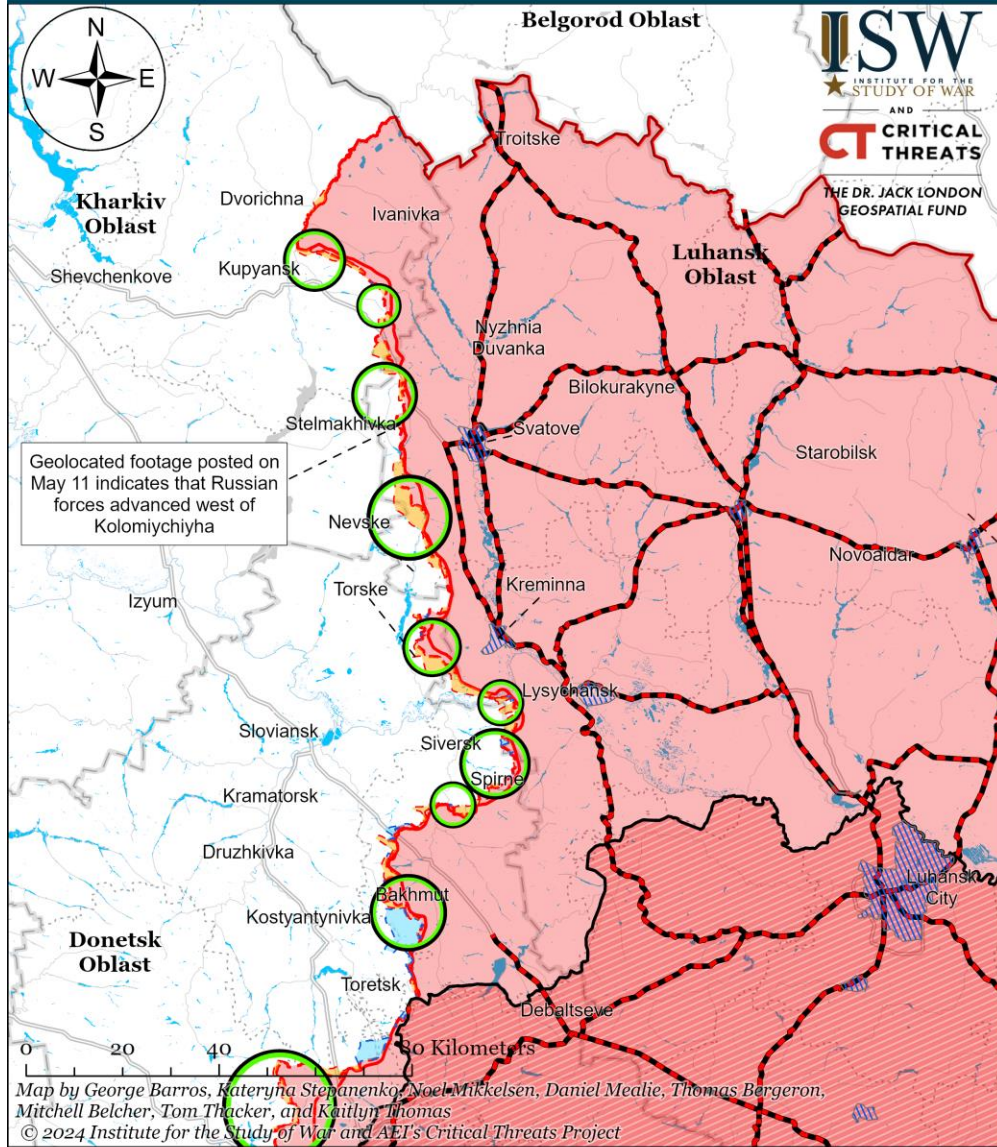 Belgorod Oblast
N
W E
S
ISW
INSTITUTE FOR THE
STUDY OF WAR
AND
CT CRITICAL
THREATS
THE DR. JACK LONDON
GEOSPATIAL FUND
Troitske
Dvorichna
Kharkiv
Oblast
Ivanivka
Kupyansk
Shevchenkove
Luhansk
Oblast
Nyzhnia
Duvanka
Bilokurakyne
Stelmakhivka
Svatove
Starobilsk
Geolocated footage posted on
May 11 indicates that Russian
forces advanced west of
Kolomiychiyha
Nevske
Novoaidar
Torske
Kreminna
Izyum
Lysychansk
Sloviansk
Siversk
Spirne
Kramatorsk
Druzhkivka
Luhansk
City
Bakhmut
Kostyantynivka
Donetsk
Oblast
Toretsk
Debaltseve
0 20 40 80 Kilometers
Map by George Barros, Kateryna Stepanenko, Noel Mikkelsen, Daniel Mealie, Thomas Bergeron,
Mitchell Belcher, Tom Thacker, and Kaitlyn Thomas
© 2024 Institute for the Study of War and AEI's Critical Threats Project